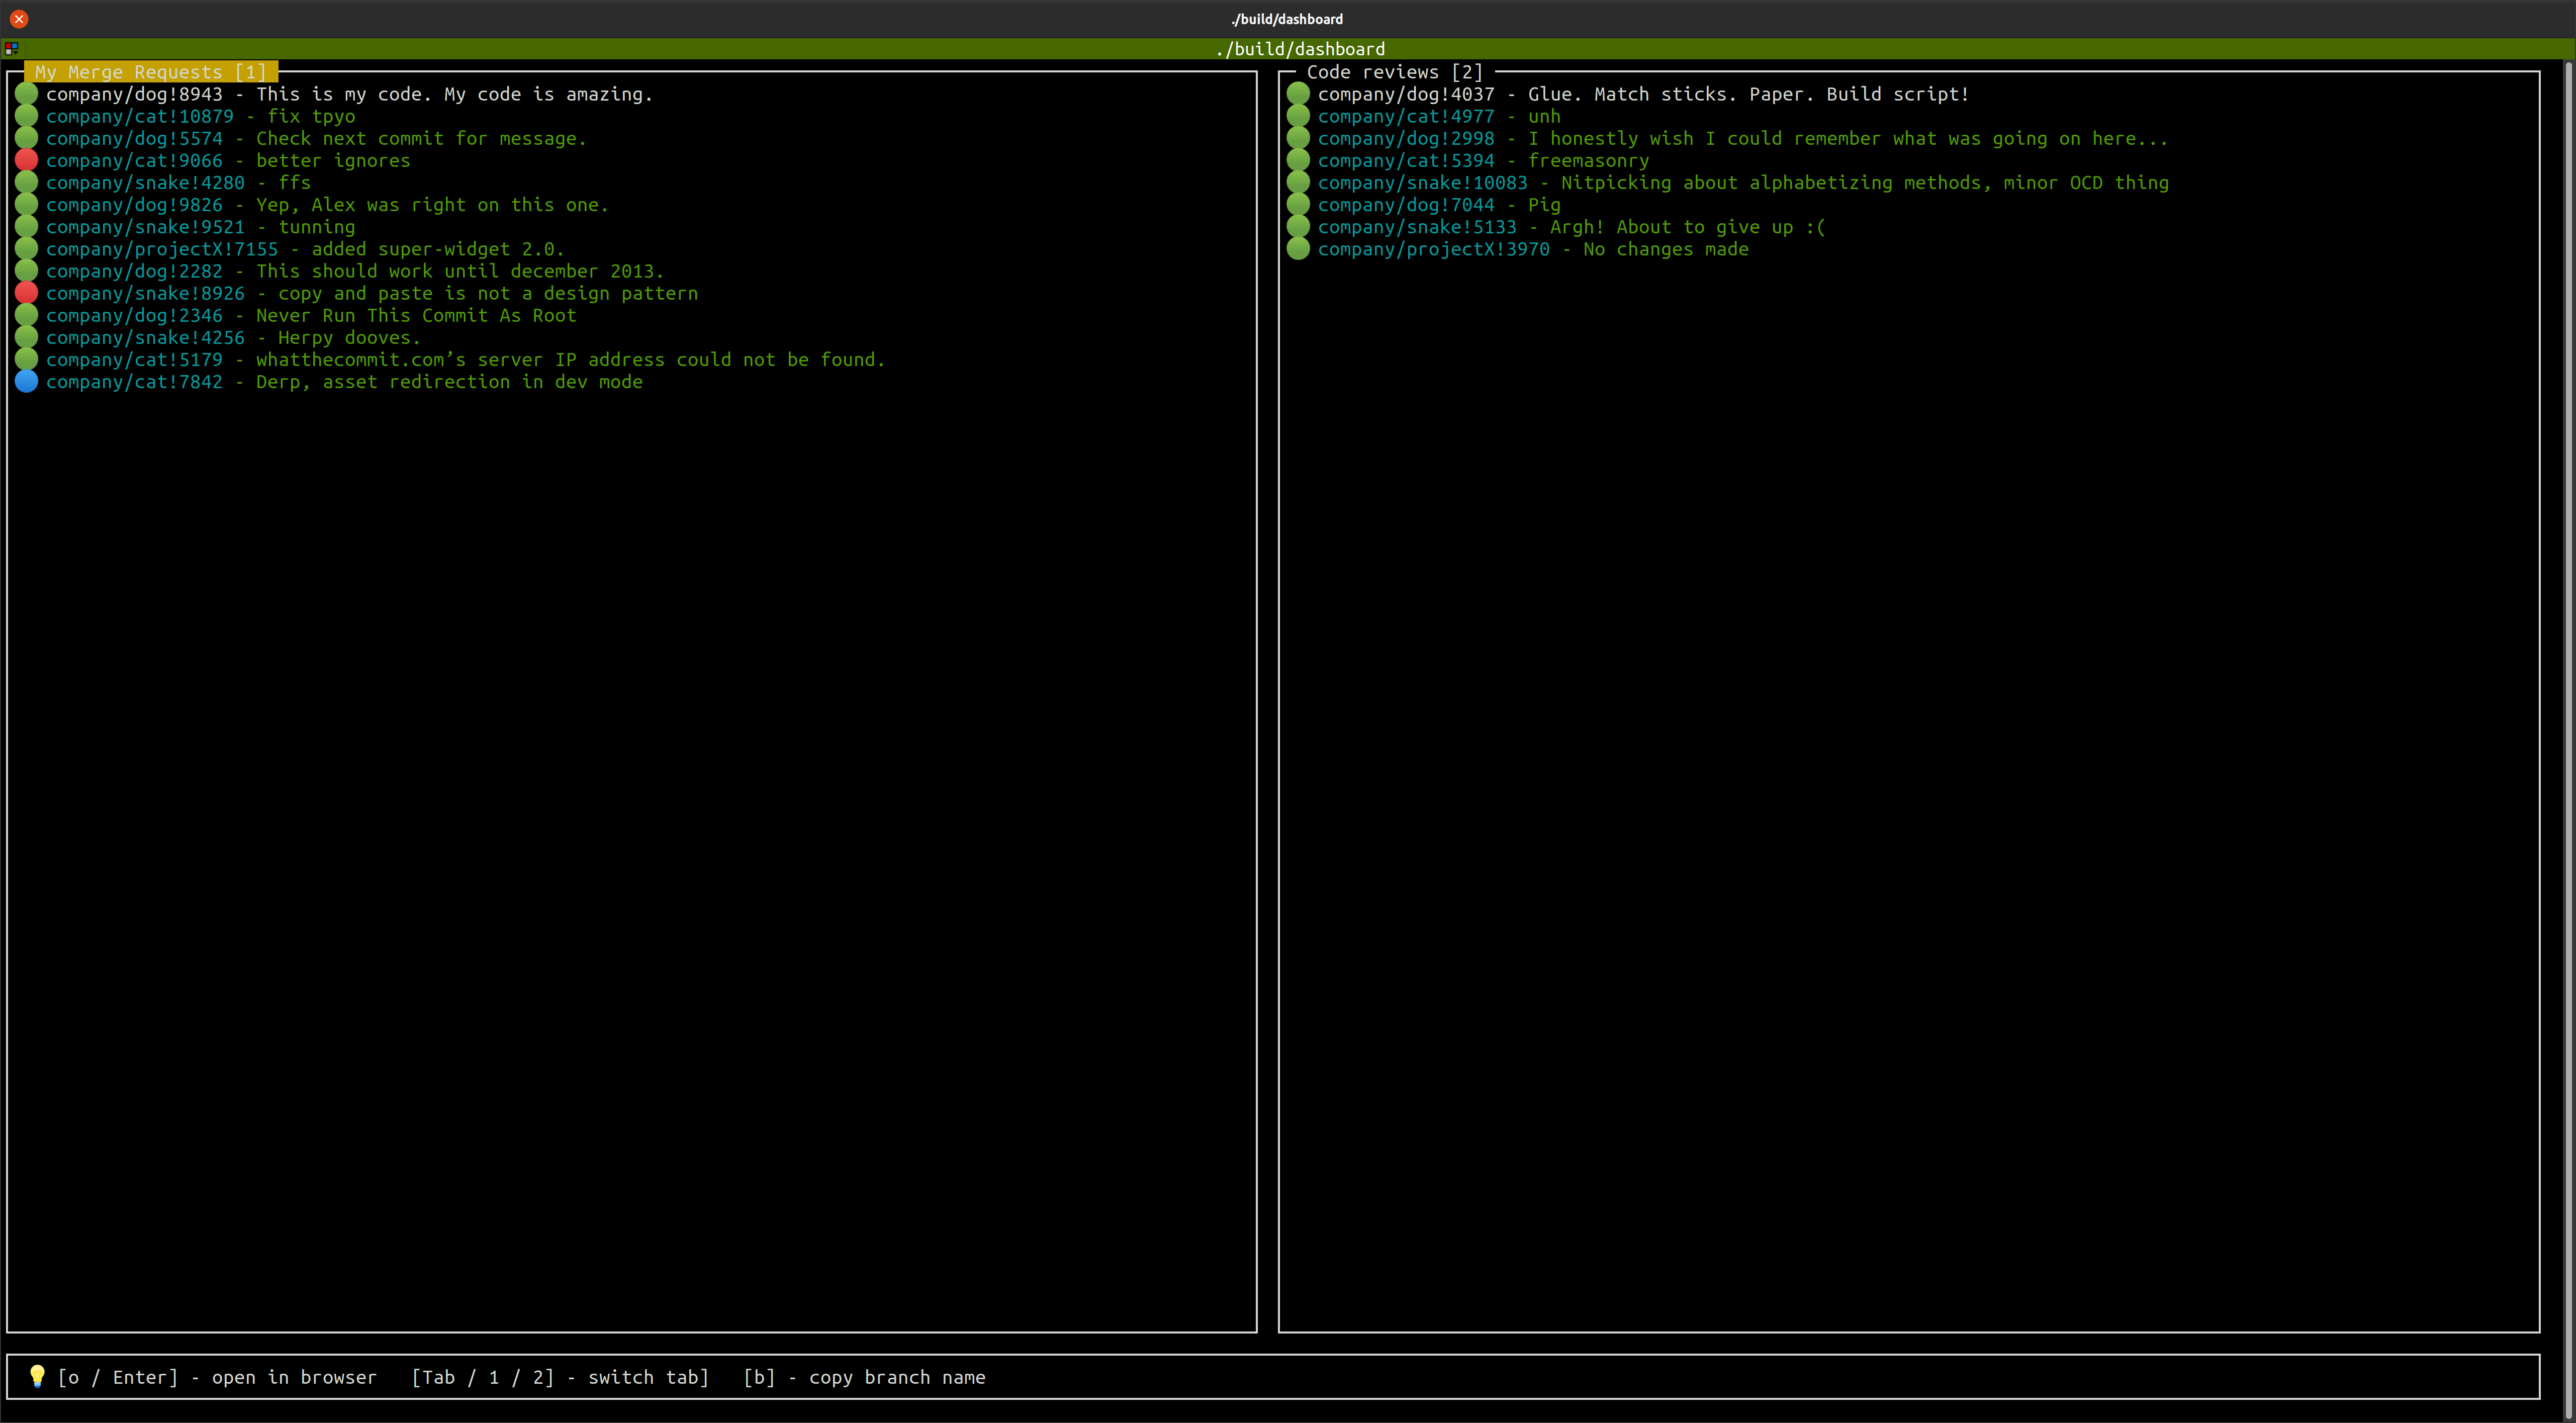 ./build/dashboard
./build/dashboard
My Merge Requests [1]
company/dog!8943 - This is my code. My code is amazing.
company/cat!10879 - fix tpyo
company/dog!5574 - Check next commit for message.
company/cat!9066 - better ignores
company/snake!4280 - ffs
company/dog!9826 - Yep, Alex was right on this one.
company/snake!9521 - tunning
company/projectX!7155 - added super-widget 2.0.
company/dog!2282 - This should work until december 2013.
company/snake!8926 - copy and paste is not a design pattern
company/dog!2346 - Never Run This Commit As Root
company/snake!4256 - Herpy dooves.
company/cat!5179 - whatthecommit.com’s server IP address could not be found.
company/cat!7842 - Derp, asset redirection in dev mode
Code reviews [2]
company/dog!4037 - Glue. Match sticks. Paper. Build script!
company/cat!4977 - unh
company/dog!2998 - I honestly wish I could remember what was going on here...
company/cat!5394 - freemasonry
company/snake!10083 - Nitpicking about alphabetizing methods, minor OCD thing
company/dog!7044 - Pig
company/snake!5133 - Argh! About to give up :(
company/projectX!3970 - No changes made
[o / Enter] - open in browser   [Tab / 1 / 2] - switch tab]   [b] - copy branch name